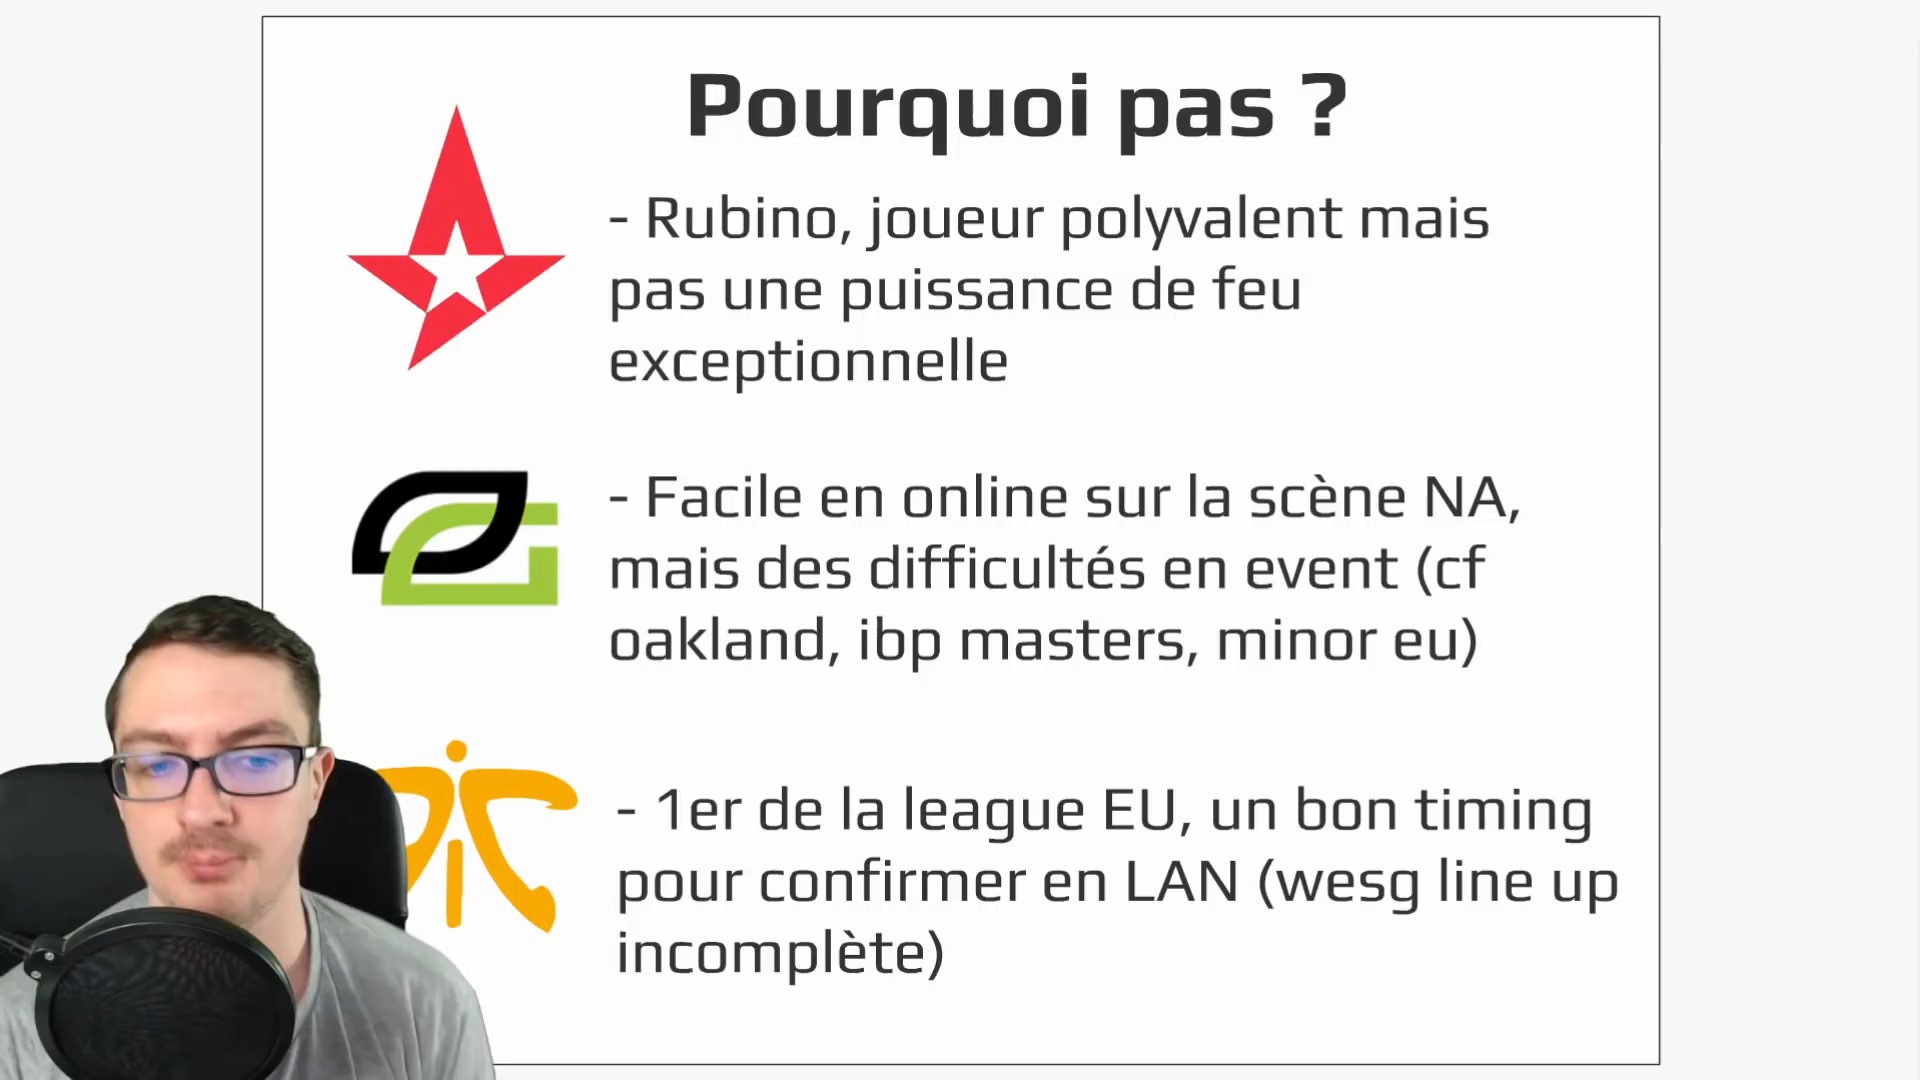 Pourquoi pas ?
- Rubino, joueur polyvalent mais
pas une puissance de feu
exceptionnelle
- Facile en online sur la scène NA,
mais des difficultés en event (cf
oakland, ibp masters, minor eu)
- 1er de la league EU, un bon timing
pour confirmer en LAN (wesg line up
incomplète)